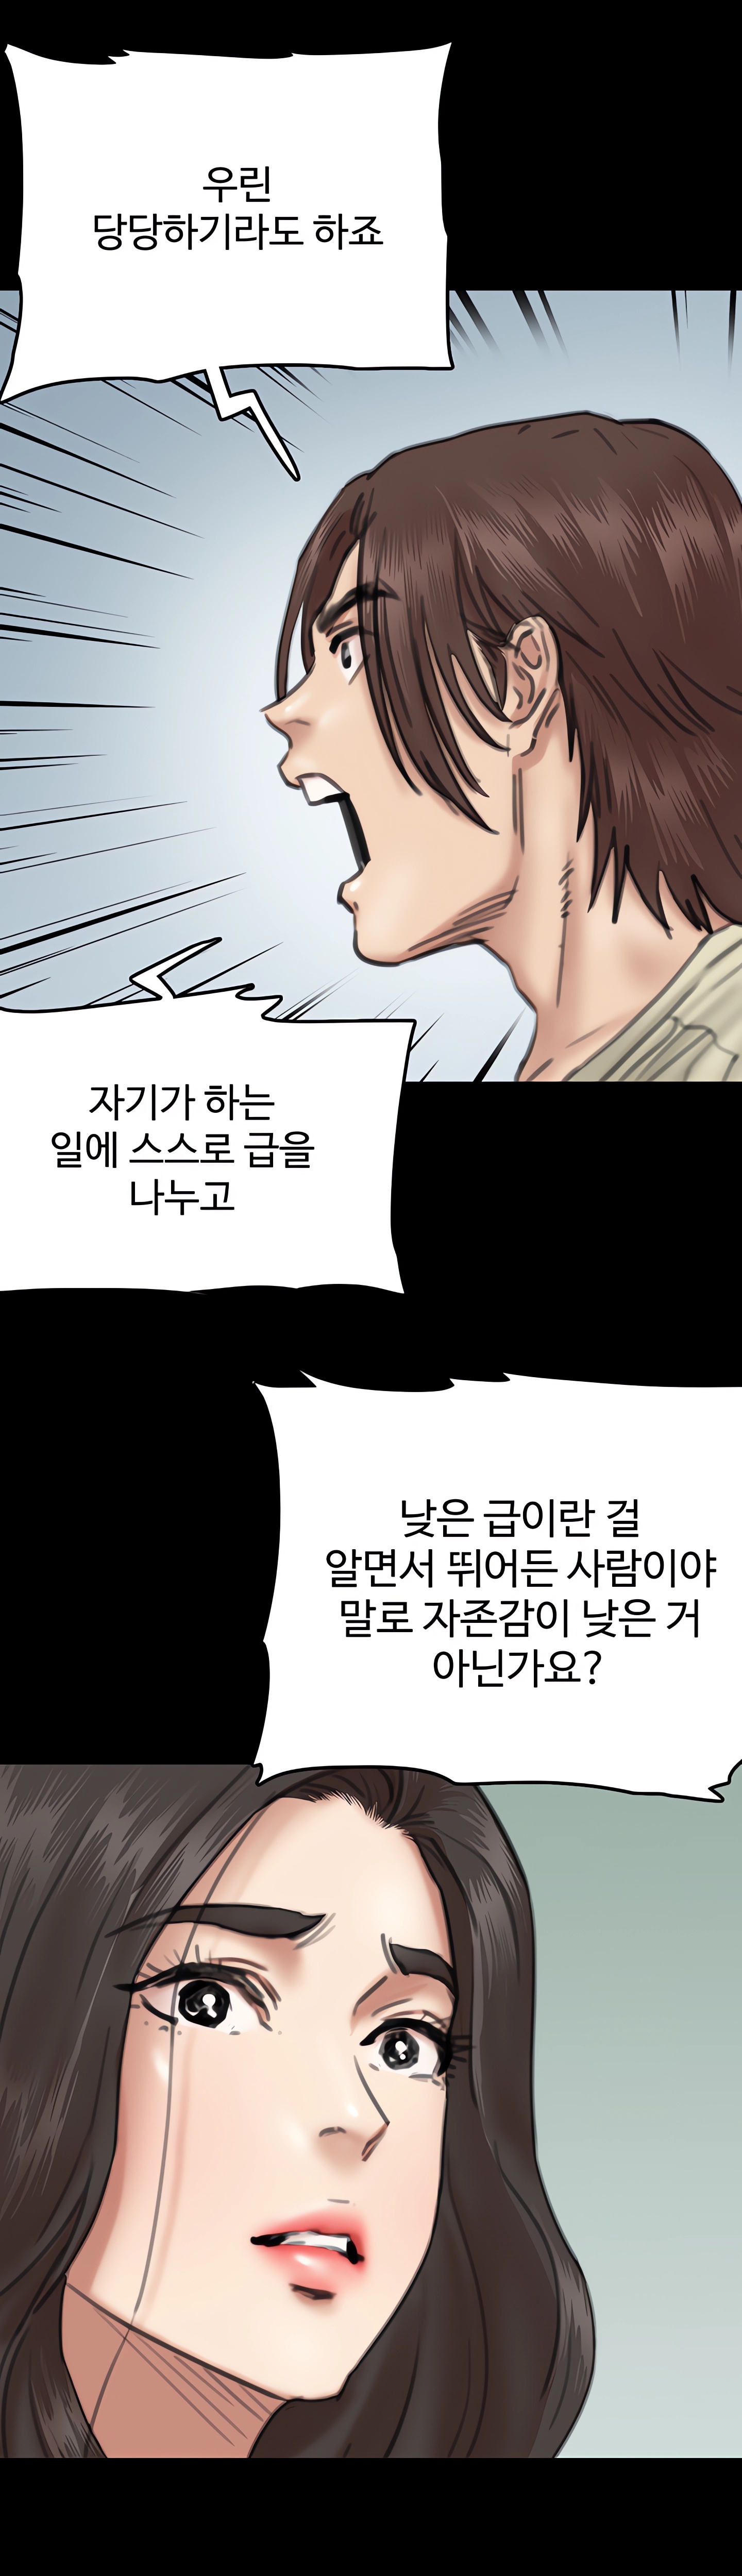 우린
당당하기라도 하죠
자기가 하는
일에 스스로 급을
나누고
낮은 급이란 걸
알면서 뛰어든 사람이야
말로 자존감이 낮은 거
아닌가요?